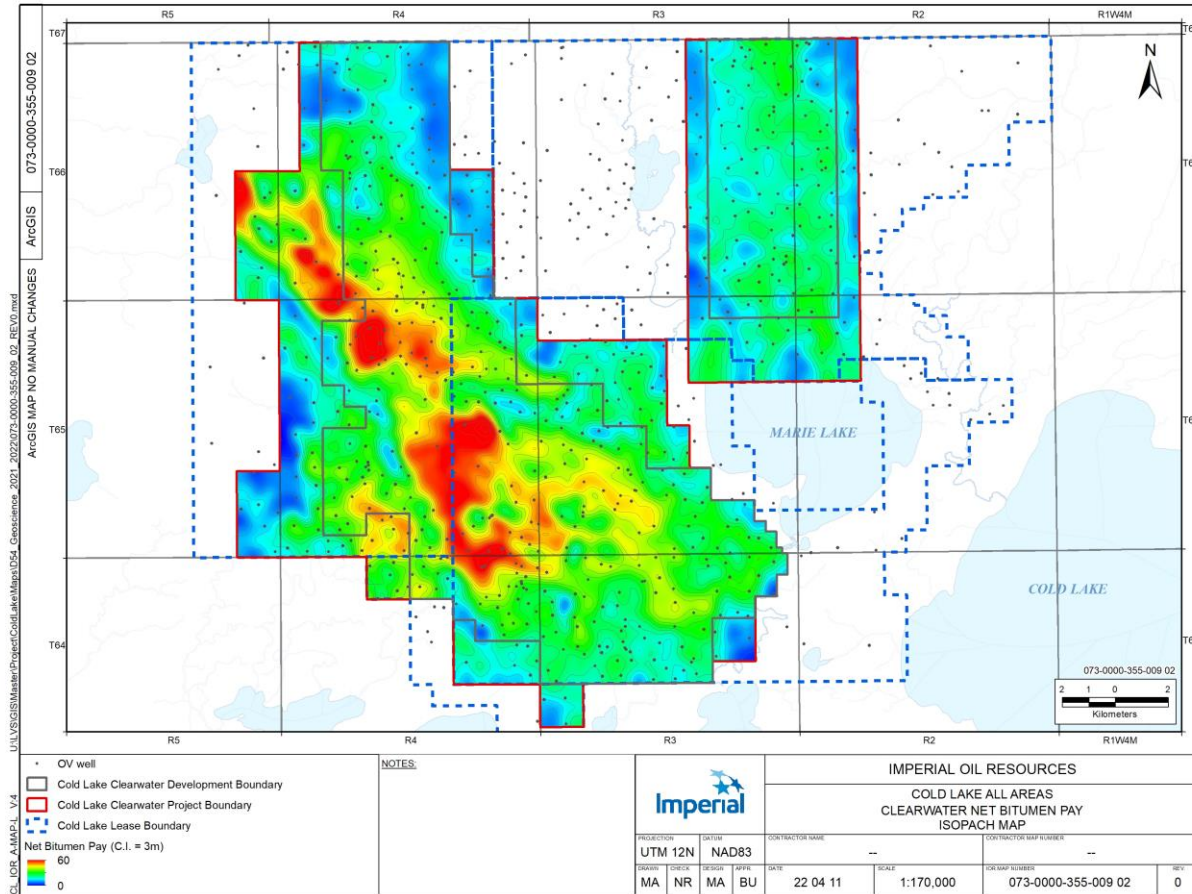 R5 R4 R3 R2 R1W4M
T67
T66
T65
T64
073-0000-355-009 02
ArcGIS
ArcGIS MAP NO MANUAL CHANGES
N
MARIE LAKE
COLD LAKE
073-0000-355-009 02
2 1 0 2
Kilometers
R5 R4 R3 R2 R1W4M
OV well
Cold Lake Clearwater Development Boundary
Cold Lake Clearwater Project Boundary
Cold Lake Lease Boundary
Net Bitumen Pay (C.I. = 3m)
60
0
NOTES:
Imperial
IMPERIAL OIL RESOURCES
COLD LAKE ALL AREAS
CLEARWATER NET BITUMEN PAY
ISOPACH MAP
PROJECTION DATUM CONTRACTOR NAME CONTRACTOR MAP NUMBER
UTM 12N NAD83 -- --
DRAWN CHECK DESIGN APPR. DATE SCALE IOR MAP NUMBER REV
MA NR MA BU 22 04 11 1:170,000 073-0000-355-009 02 0